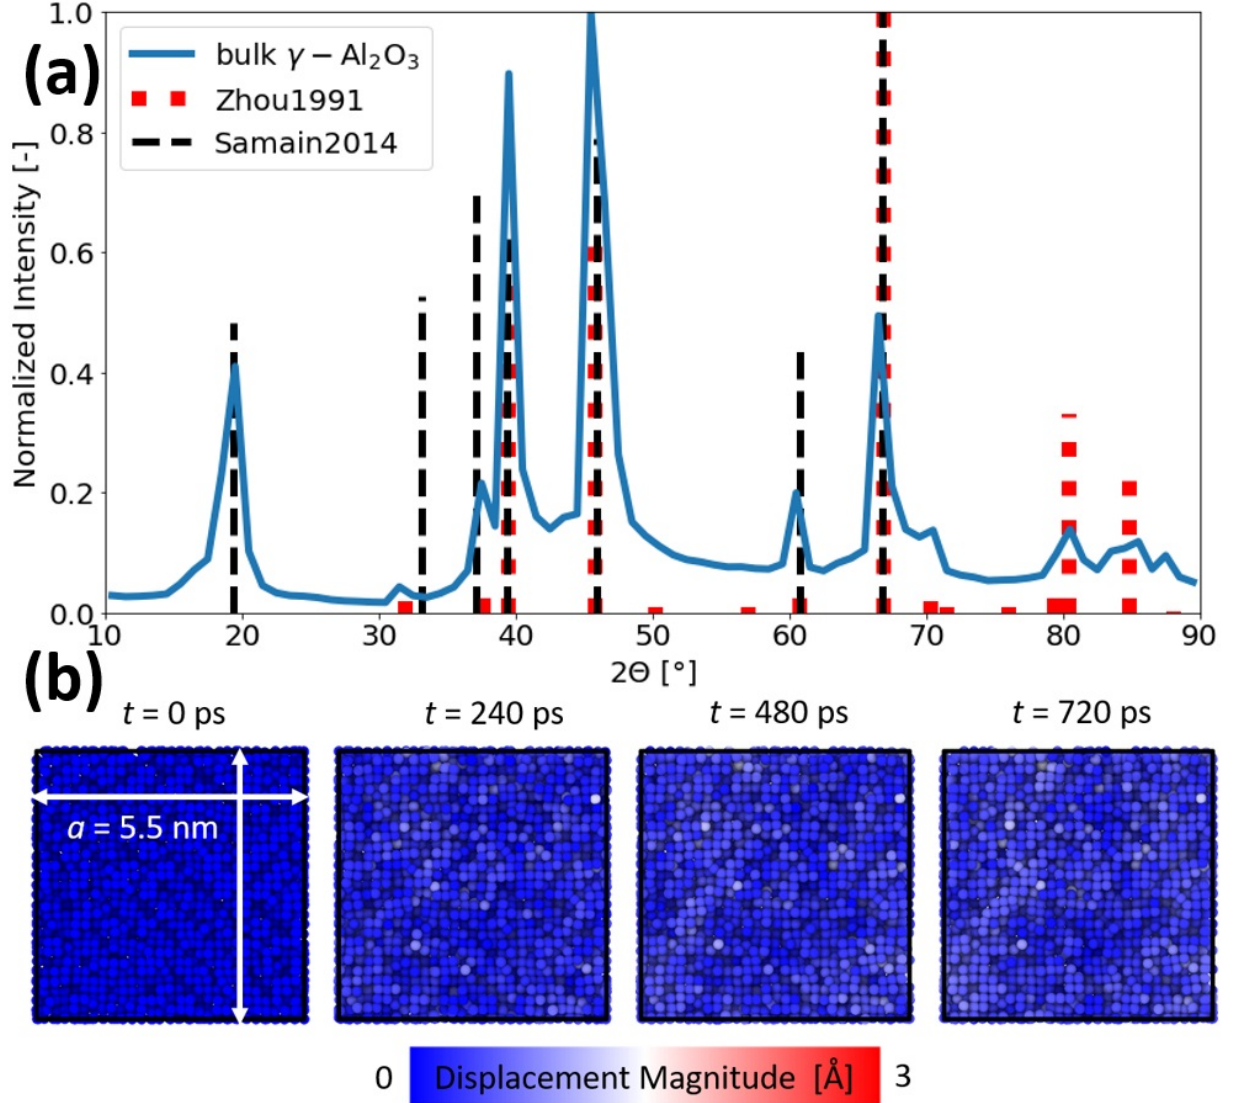 (a)
bulk γ − Al₂O₃
Zhou1991
Samain2014
Normalized Intensity [-]
1.0
0.8
0.6
0.4
0.2
0.0
10 20 30 40 50 60 70 80 90
2Θ [°]
(b)
t = 0 ps t = 240 ps t = 480 ps t = 720 ps
a = 5.5 nm
0 Displacement Magnitude [Å] 3